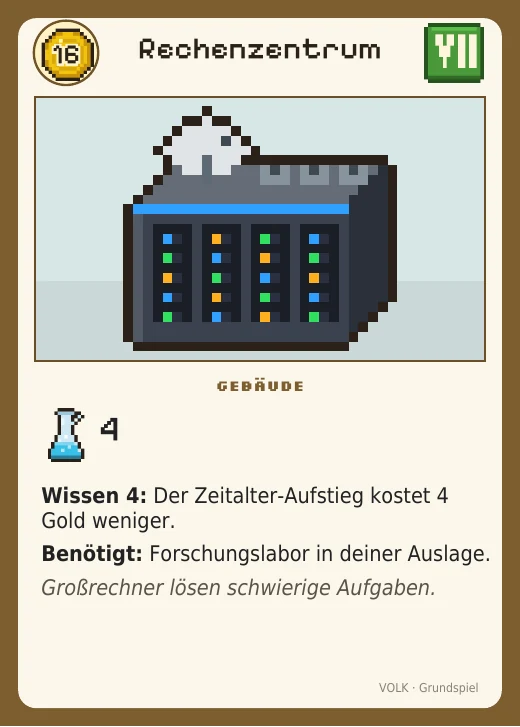 16
Rechenzentrum
VII
GEBÄUDE
4
Wissen 4: Der Zeitalter-Aufstieg kostet 4
Gold weniger.
Benötigt: Forschungslabor in deiner Auslage.
Großrechner lösen schwierige Aufgaben.
VOLK · Grundspiel